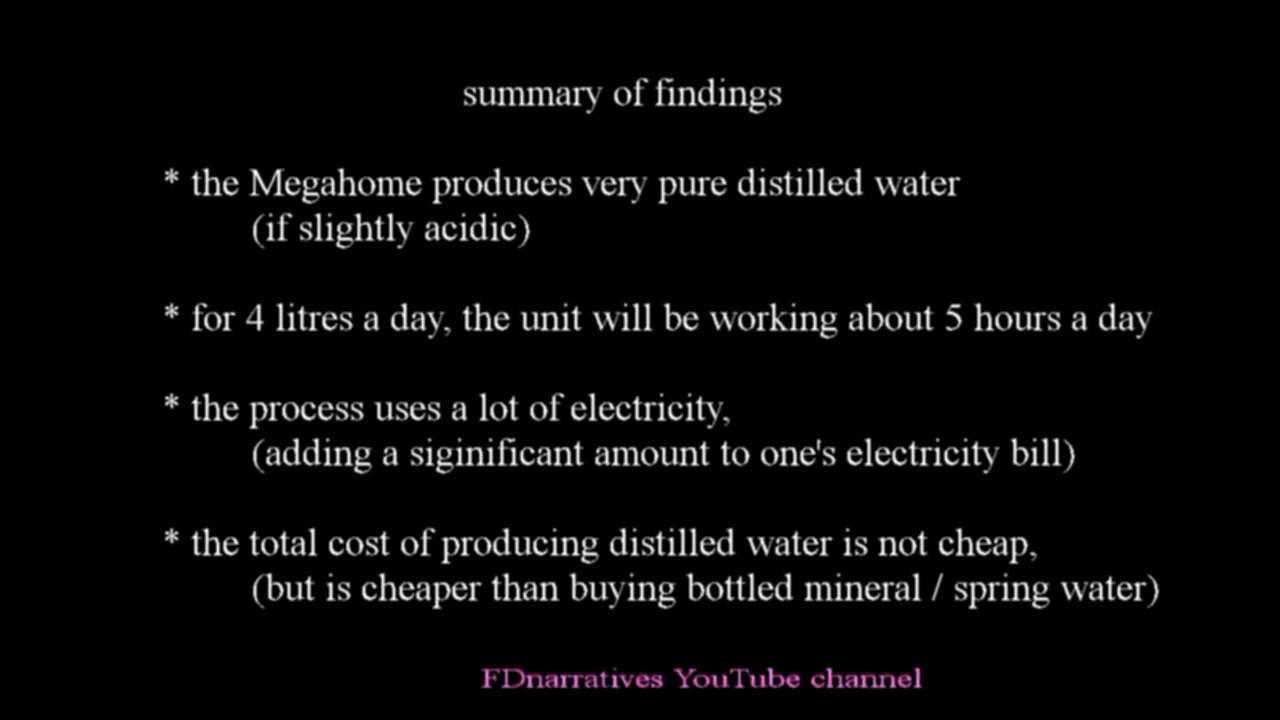 summary of findings
* the Megahome produces very pure distilled water
(if slightly acidic)
* for 4 litres a day, the unit will be working about 5 hours a day
* the process uses a lot of electricity,
(adding a siginificant amount to one's electricity bill)
* the total cost of producing distilled water is not cheap,
(but is cheaper than buying bottled mineral / spring water)
FDnarratives YouTube channel